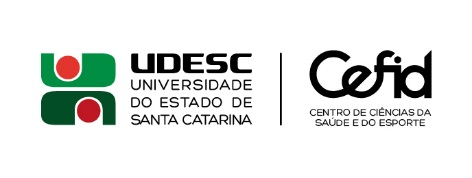 UDESC
UNIVERSIDADE
DO ESTADO DE
SANTA CATARINA
Cefid
CENTRO DE CIÊNCIAS DA
SAÚDE E DO ESPORTE